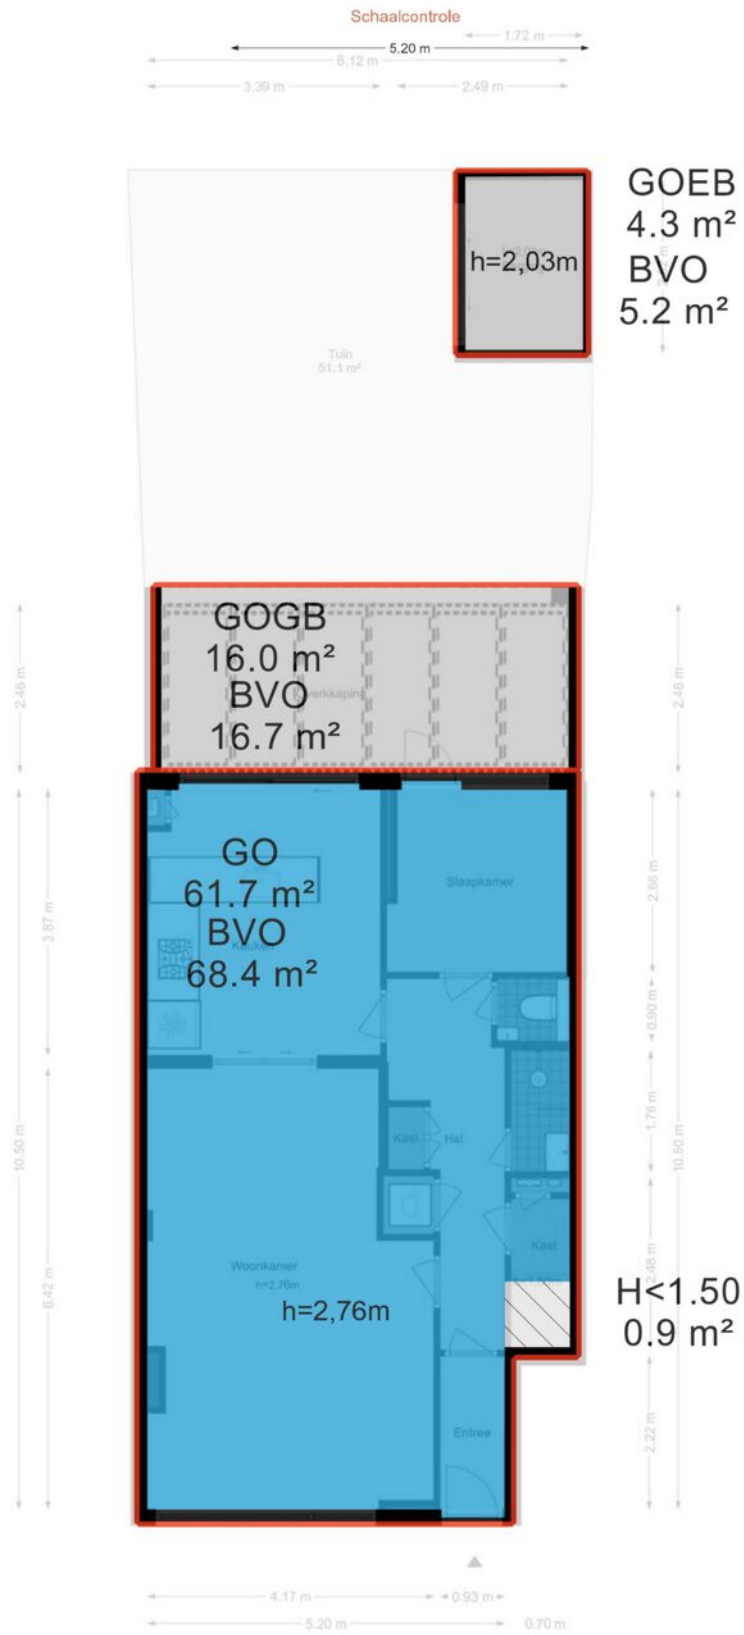 Schaalcontrole
1.72 m
5.20 m
6.12 m
3.39 m
2.49 m
GOEB
4.3 m²
BVO
5.2 m²
h=2,03m
Tuin
51.1 m²
GOGB
16.0 m²
BVO
16.7 m²
2.46 m
2.46 m
GO
61.7 m²
BVO
68.4 m²
Keuken
Slaapkamer
3.87 m
2.66 m
0.90 m
1.76 m
10.50 m
10.50 m
Kast
Hal
Kast
2.48 m
Woonkamer
h=2.76m
h=2,76m
6.42 m
H<1.50
0.9 m²
Entree
2.22 m
4.17 m
0.93 m
5.20 m
0.70 m